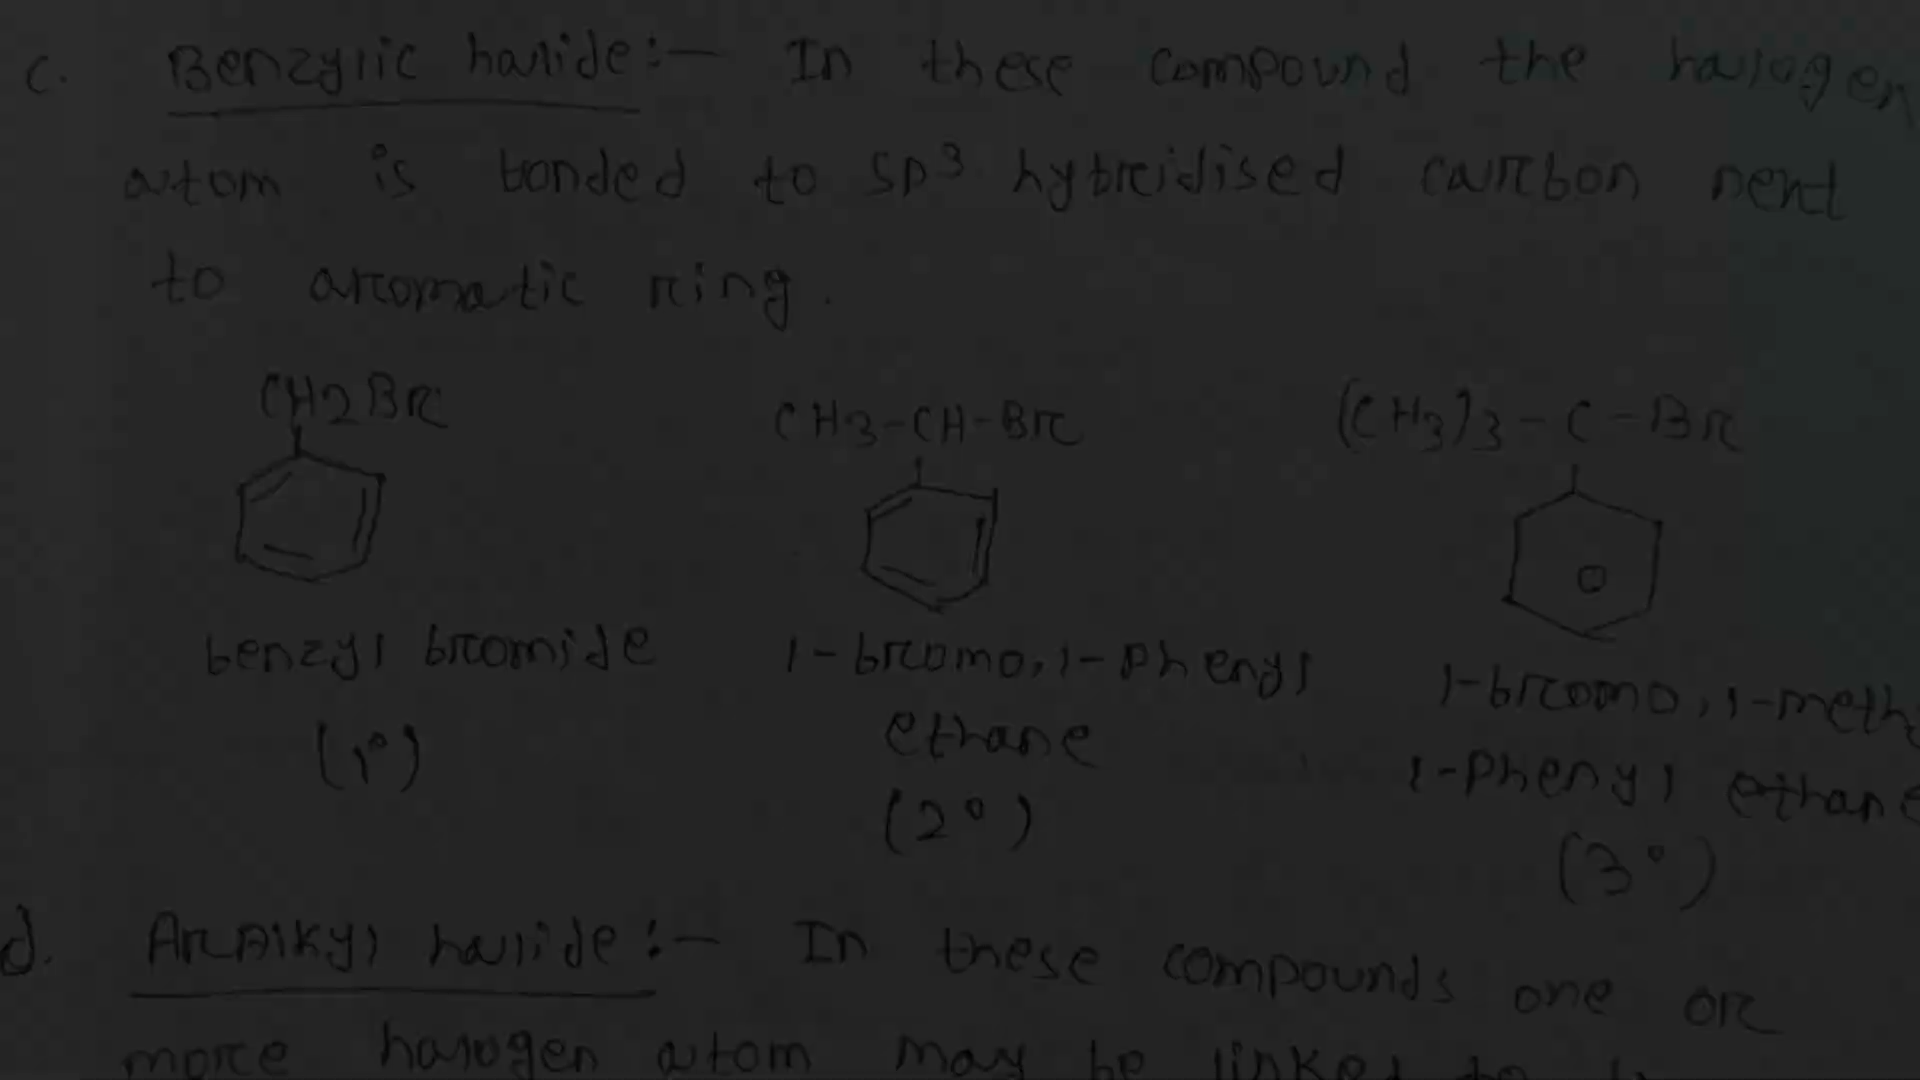 c. Benzylic halide:- In these compound the halogen
atom is bonded to sp3 hybridised carbon next
to aromatic ring.
CH2Br CH3-CH-Br (CH3)3-C-Br
benzyl bromide 1-bromo,1-phenyl 1-bromo,1-meth
(1°) ethane 1-phenyl ethane
(2°) (3°)
d. ArAlkyl halide:- In these compounds one or
more halogen atom may be linked to